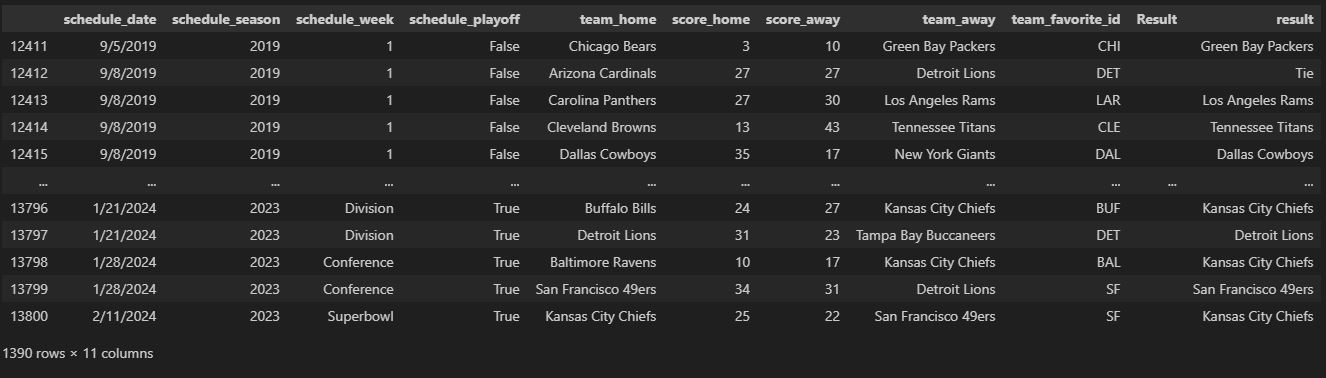 schedule_date schedule_season schedule_week schedule_playoff team_home score_home score_away team_away team_favorite_id Result result
12411 9/5/2019 2019 1 False Chicago Bears 3 10 Green Bay Packers CHI Green Bay Packers
12412 9/8/2019 2019 1 False Arizona Cardinals 27 27 Detroit Lions DET Tie
12413 9/8/2019 2019 1 False Carolina Panthers 27 30 Los Angeles Rams LAR Los Angeles Rams
12414 9/8/2019 2019 1 False Cleveland Browns 13 43 Tennessee Titans CLE Tennessee Titans
12415 9/8/2019 2019 1 False Dallas Cowboys 35 17 New York Giants DAL Dallas Cowboys
... ... ... ... ... ... ... ... ... ... ... ...
13796 1/21/2024 2023 Division True Buffalo Bills 24 27 Kansas City Chiefs BUF Kansas City Chiefs
13797 1/21/2024 2023 Division True Detroit Lions 31 23 Tampa Bay Buccaneers DET Detroit Lions
13798 1/28/2024 2023 Conference True Baltimore Ravens 10 17 Kansas City Chiefs BAL Kansas City Chiefs
13799 1/28/2024 2023 Conference True San Francisco 49ers 34 31 Detroit Lions SF San Francisco 49ers
13800 2/11/2024 2023 Superbowl True Kansas City Chiefs 25 22 San Francisco 49ers SF Kansas City Chiefs
1390 rows × 11 columns